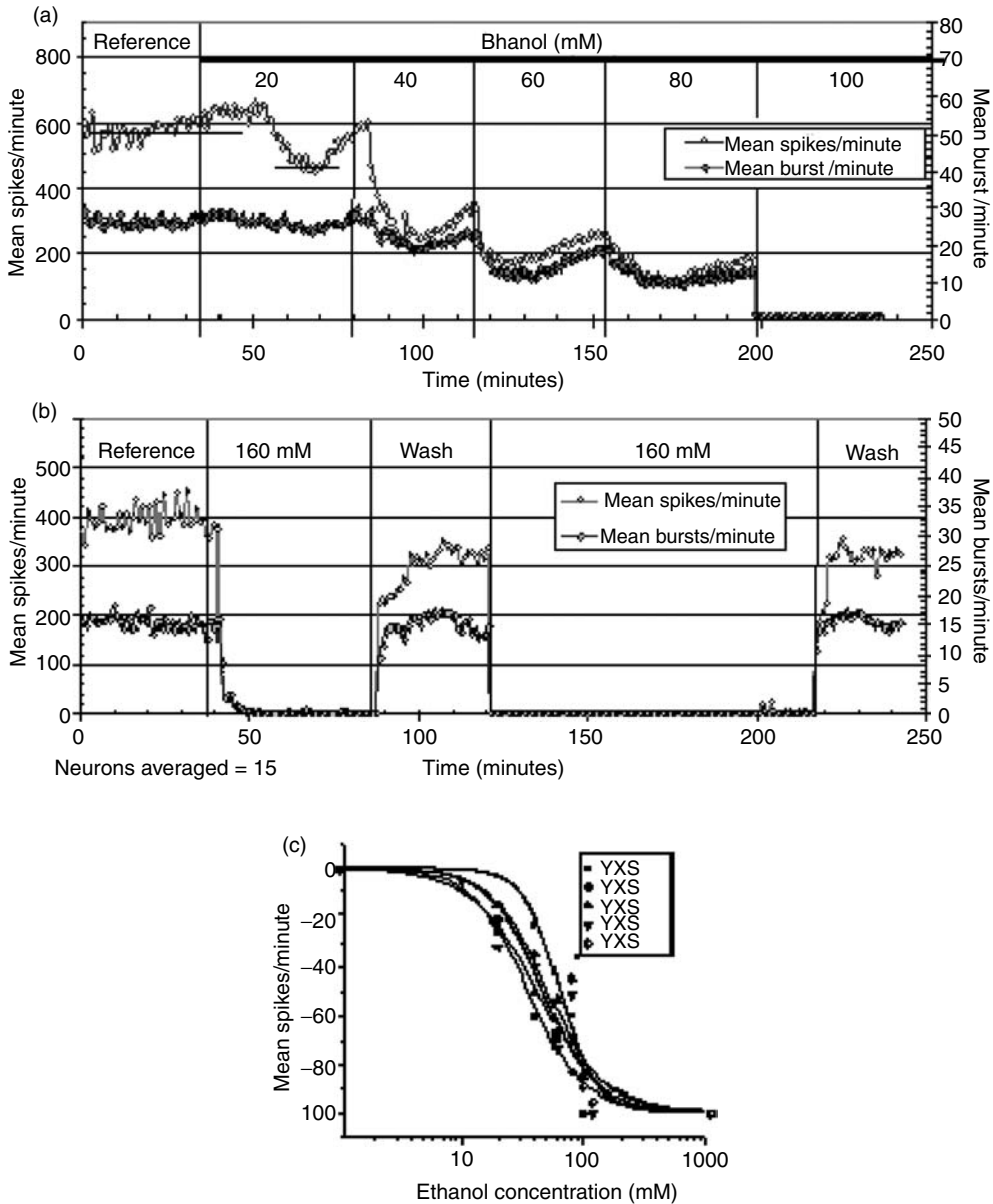 (a)
Reference
Bhanol (mM)
20 40 60 80 100
Mean spikes/minute
Mean burst /minute
Mean spikes/minute
800
600
400
200
0
Mean burst /minute
80
70
60
50
40
30
20
10
0
0 50 100 150 200 250
Time (minutes)
(b)
Reference 160 mM Wash 160 mM Wash
Mean spikes/minute
Mean bursts/minute
Mean spikes/minute
500
400
300
200
100
0
Mean bursts/minute
50
45
40
35
30
25
20
15
10
5
0
0 50 100 150 200 250
Neurons averaged = 15
Time (minutes)
(c)
YXS
YXS
YXS
YXS
YXS
Mean spikes/minute
0
−20
−40
−60
−80
100
10 100 1000
Ethanol concentration (mM)